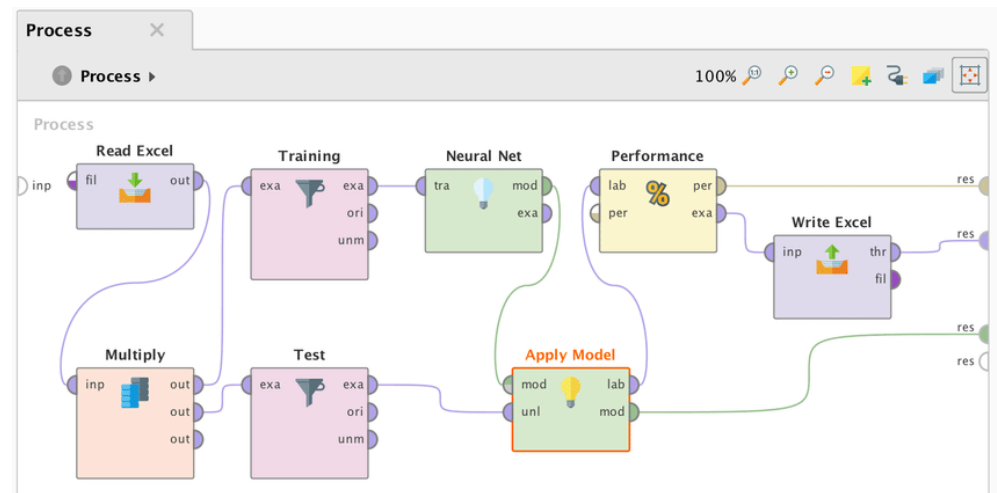 Process
Process
100%
Process
inp
Read Excel
fil out
Training
exa exa
ori
unm
Neural Net
tra mod
exa
Performance
lab per
per exa
res
Write Excel
inp thr
fil
res
Multiply
inp out
out
out
Test
exa exa
ori
unm
Apply Model
mod lab
unl mod
res
res